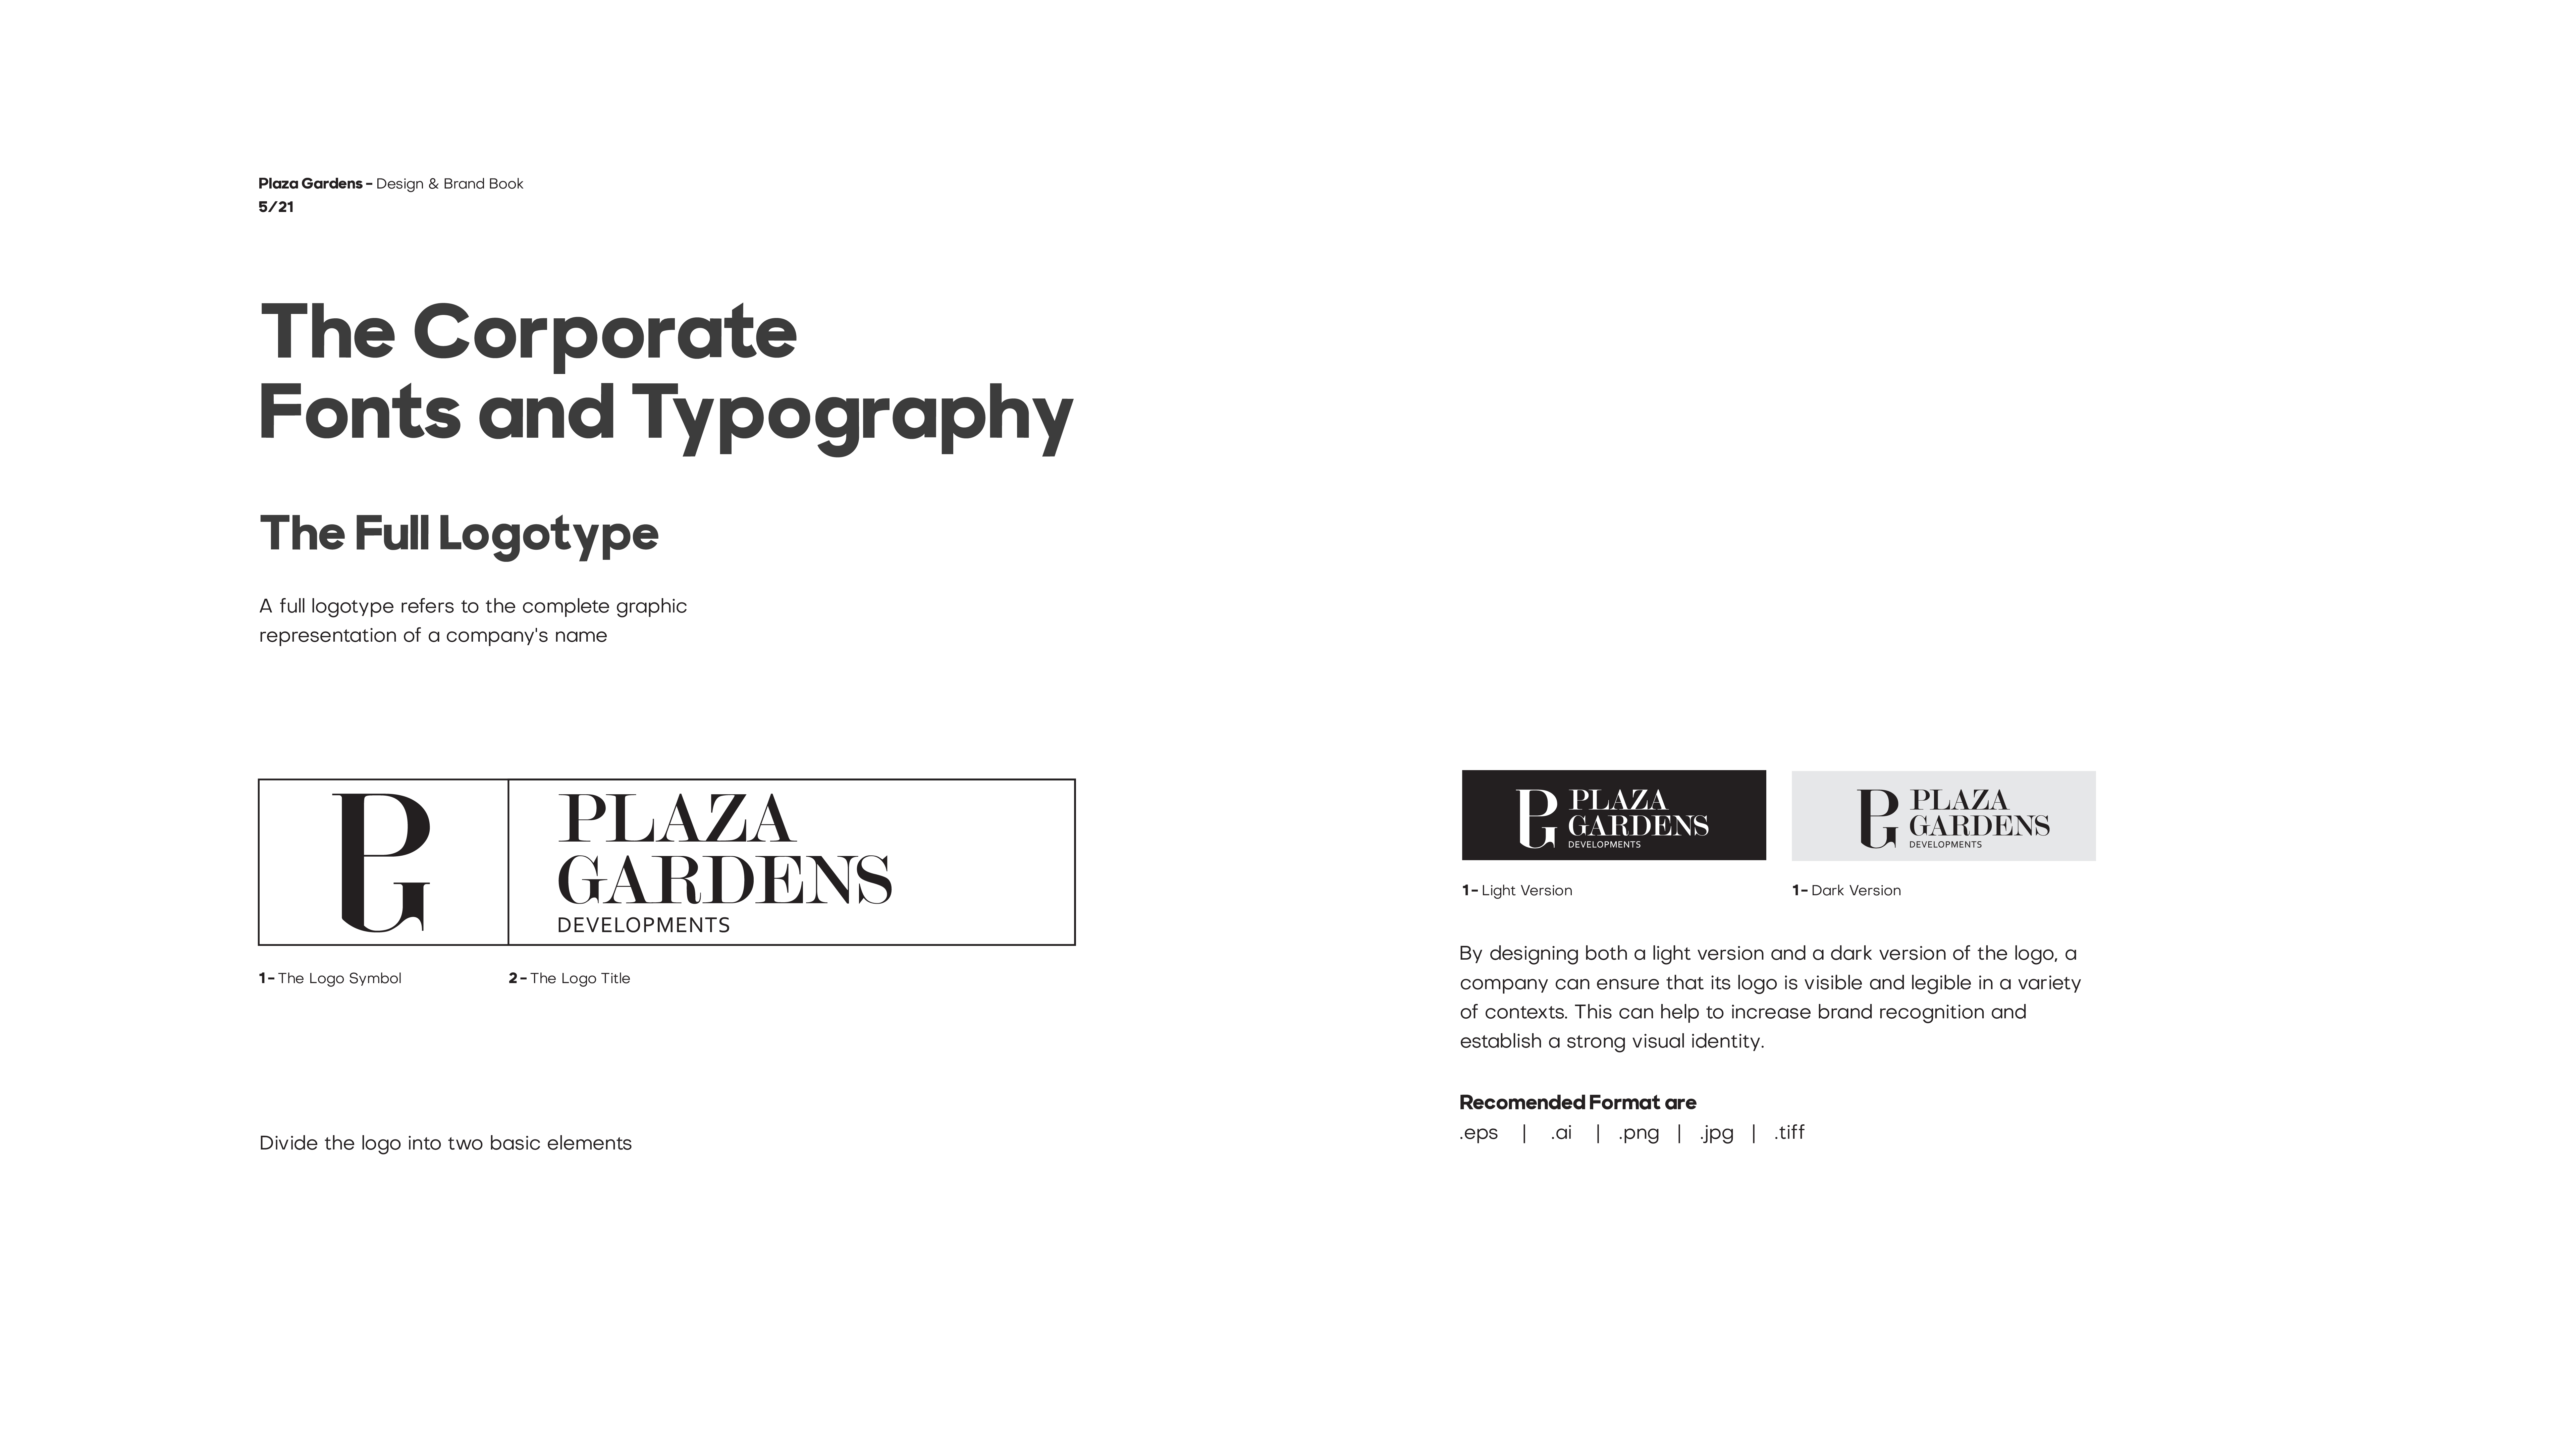 Plaza Gardens - Design & Brand Book
5/21
The Corporate
Fonts and Typography
The Full Logotype
A full logotype refers to the complete graphic
representation of a company's name
PG
PLAZA
GARDENS
DEVELOPMENTS
1- The Logo Symbol
2- The Logo Title
Divide the logo into two basic elements
PG
PLAZA
GARDENS
DEVELOPMENTS
1- Light Version
PG
PLAZA
GARDENS
DEVELOPMENTS
1- Dark Version
By designing both a light version and a dark version of the logo, a
company can ensure that its logo is visible and legible in a variety
of contexts. This can help to increase brand recognition and
establish a strong visual identity.
Recomended Format are
.eps | .ai | .png | .jpg | .tiff